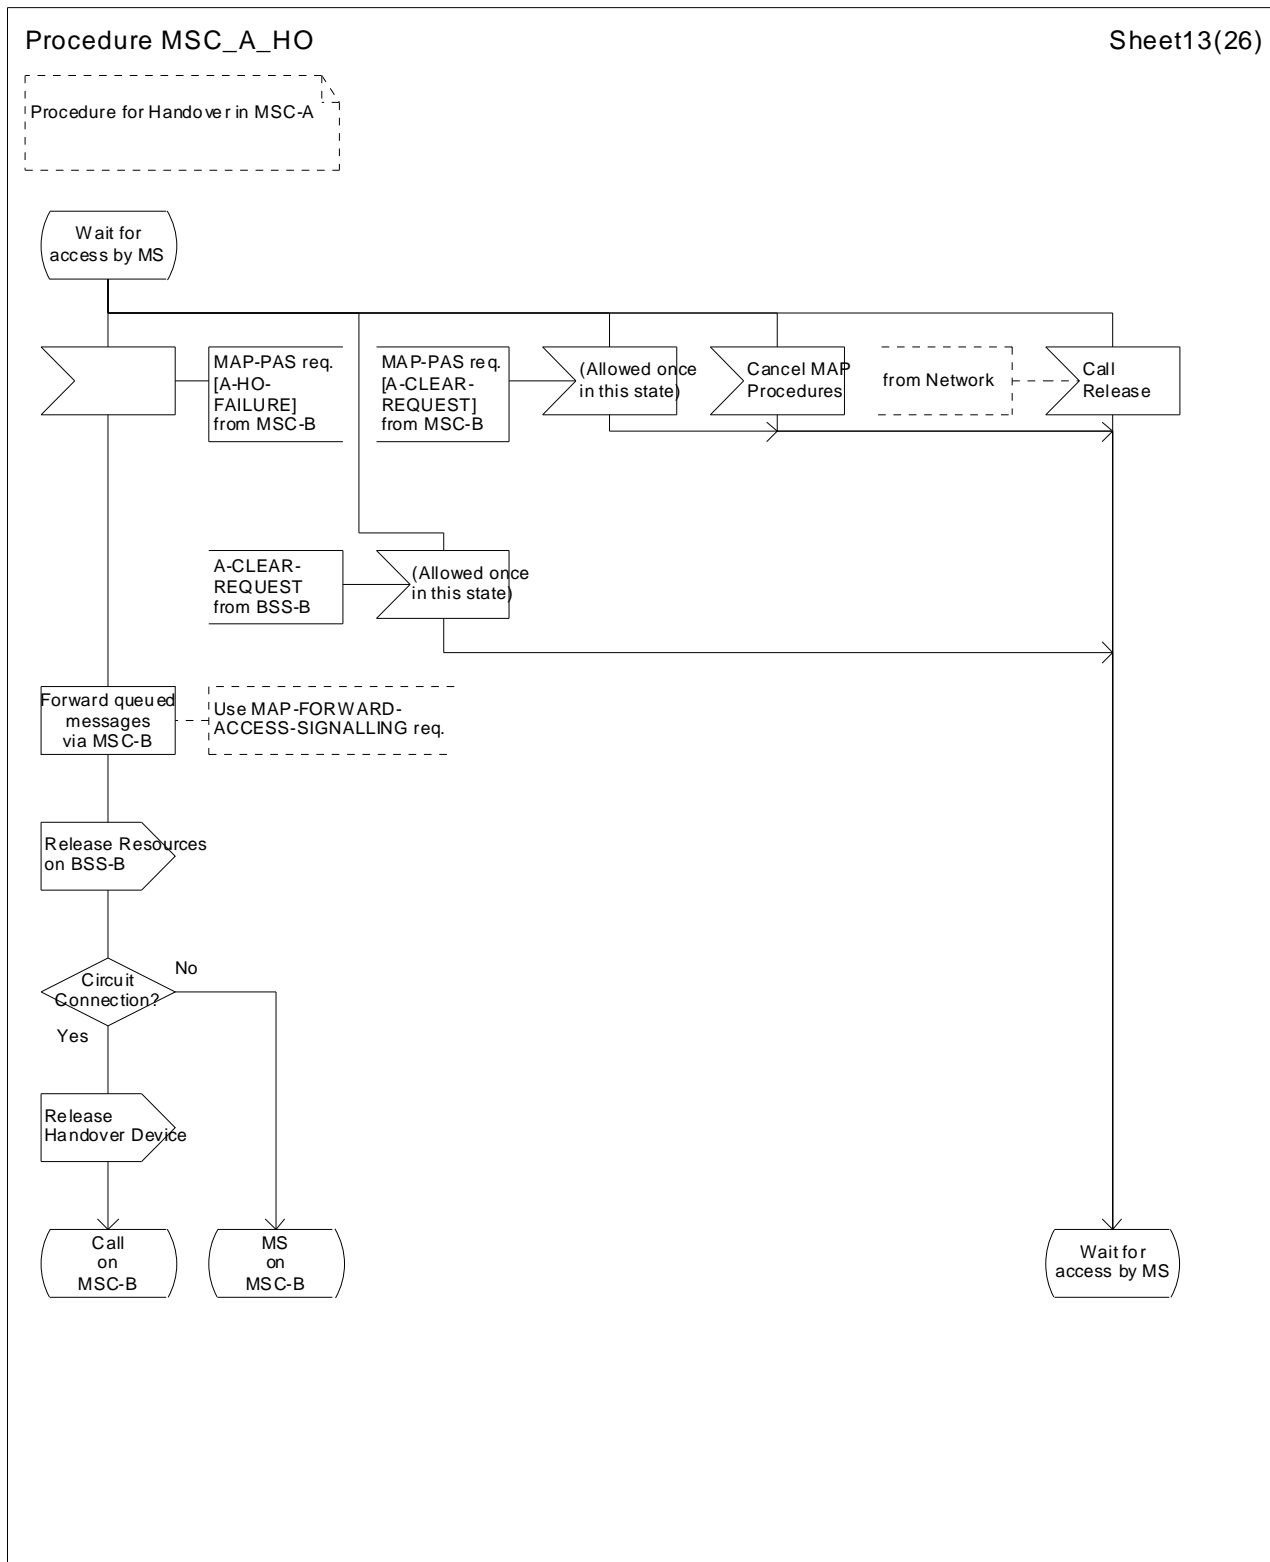 Procedure MSC_A_HO
Sheet13(26)
Procedure for Handover in MSC-A
Wait for
access by MS
MAP-PAS req.
[A-HO-
FAILURE]
from MSC-B
MAP-PAS req.
[A-CLEAR-
REQUEST]
from MSC-B
(Allowed once
in this state)
Cancel MAP
Procedures
from Network
Call
Release
A-CLEAR-
REQUEST
from BSS-B
(Allowed once
in this state)
Forward queued
messages
via MSC-B
Use MAP-FORWARD-
ACCESS-SIGNALLING req.
Release Resources
on BSS-B
Circuit
Connection?
No
Yes
Release
Handover Device
Call
on
MSC-B
MS
on
MSC-B
Wait for
access by MS